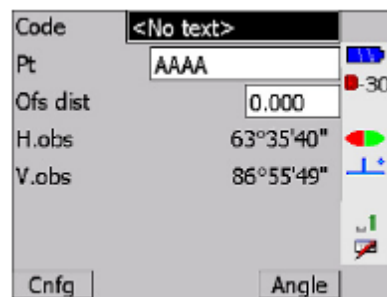 Code <No text>
Pt AAAA
-30
Ofs dist 0.000
H.obs 63°35'40"
V.obs 86°55'49"
1
Cnfg Angle